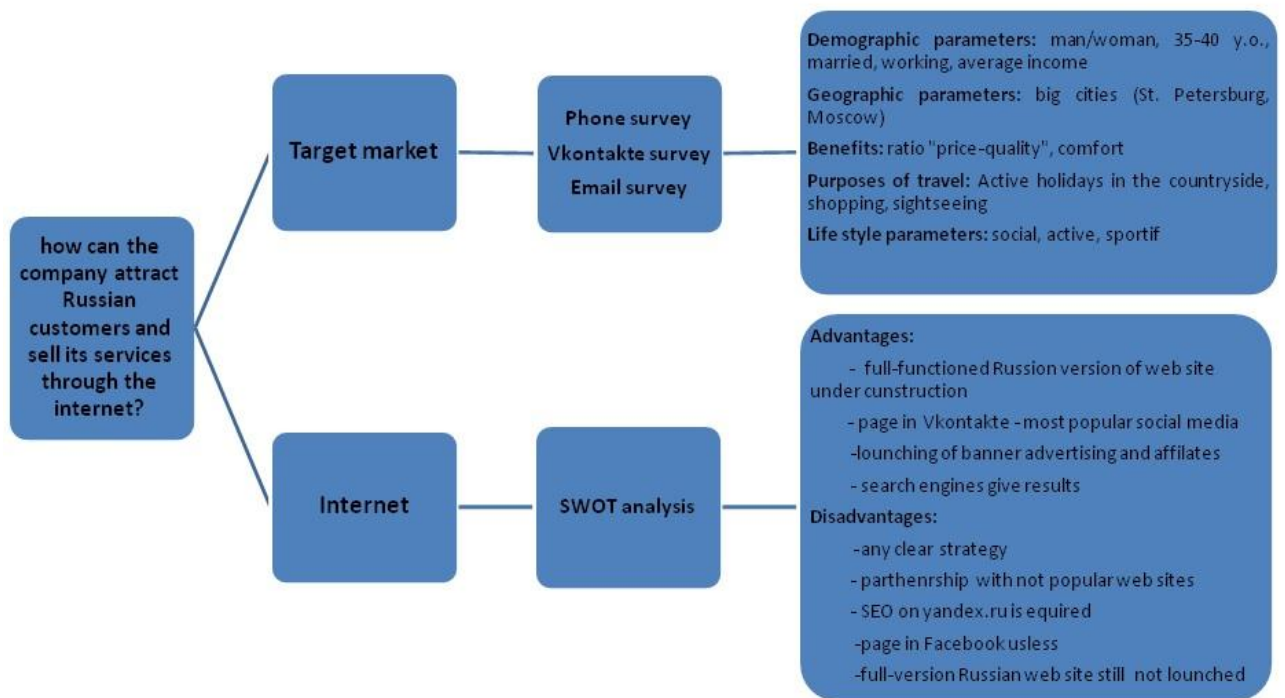 how can the
company attract
Russian
customers and
sell its services
through the
internet?
Target market
Phone survey
Vkontakte survey
Email survey
Demographic parameters: man/woman, 35-40 y.o.,
married, working, average income
Geographic parameters: big cities (St. Petersburg,
Moscow)
Benefits: ratio "price-quality", comfort
Purposes of travel: Active holidays in the countryside,
shopping, sightseeing
Life style parameters: social, active, sportif
Internet
SWOT analysis
Advantages:
- full-functioned Russion version of web site
under cunstruction
- page in Vkontakte - most popular social media
-lounching of banner advertising and affilates
- search engines give results
Disadvantages:
-any clear strategy
- parthenrship with not popular web sites
- SEO on yandex.ru is equired
-page in Facebook usless
-full-version Russian web site still not lounched